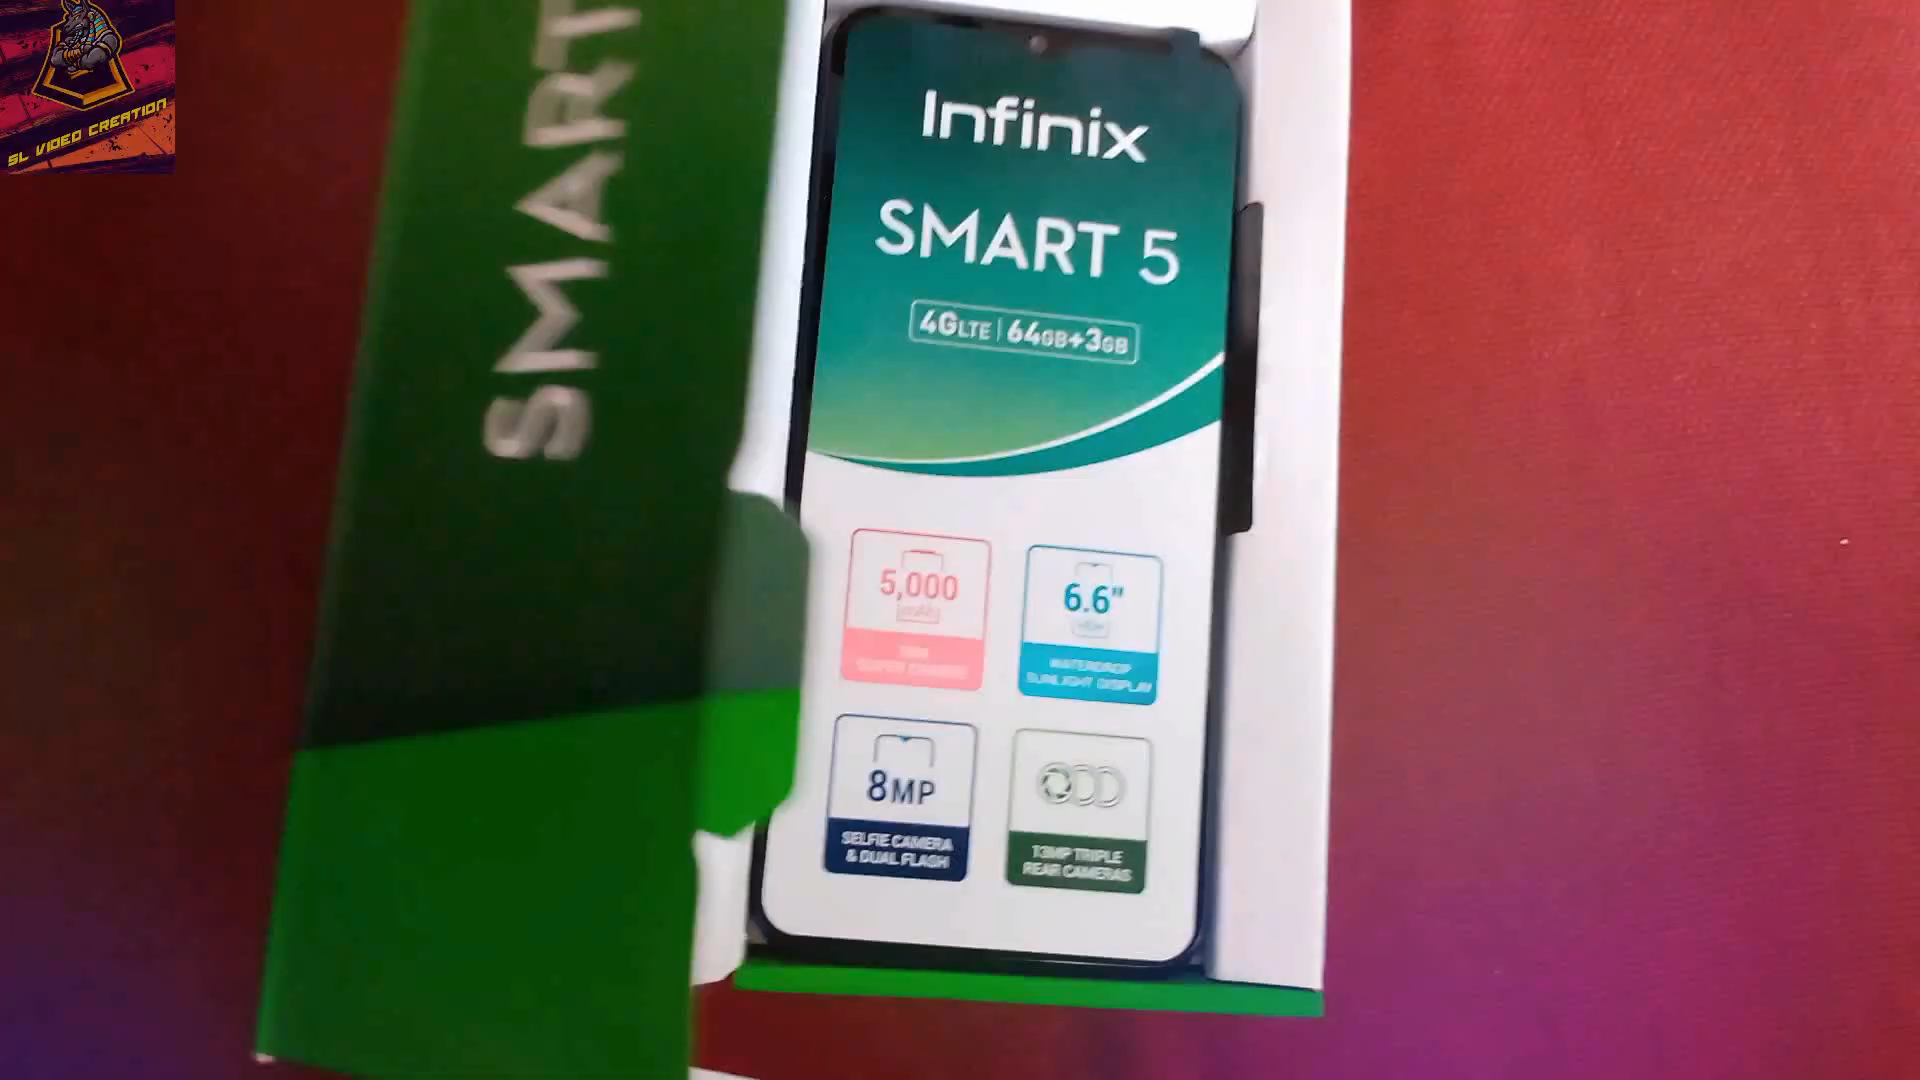 SL VIDEO CREATION
SMART
Infinix
SMART 5
4GLTE | 64GB+3GB
5,000
mAh
6.6"
WATERDROP
SUNLIGHT DISPLAY
8MP
SELFIE CAMERA
& DUAL FLASH
13MP TRIPLE
REAR CAMERAS